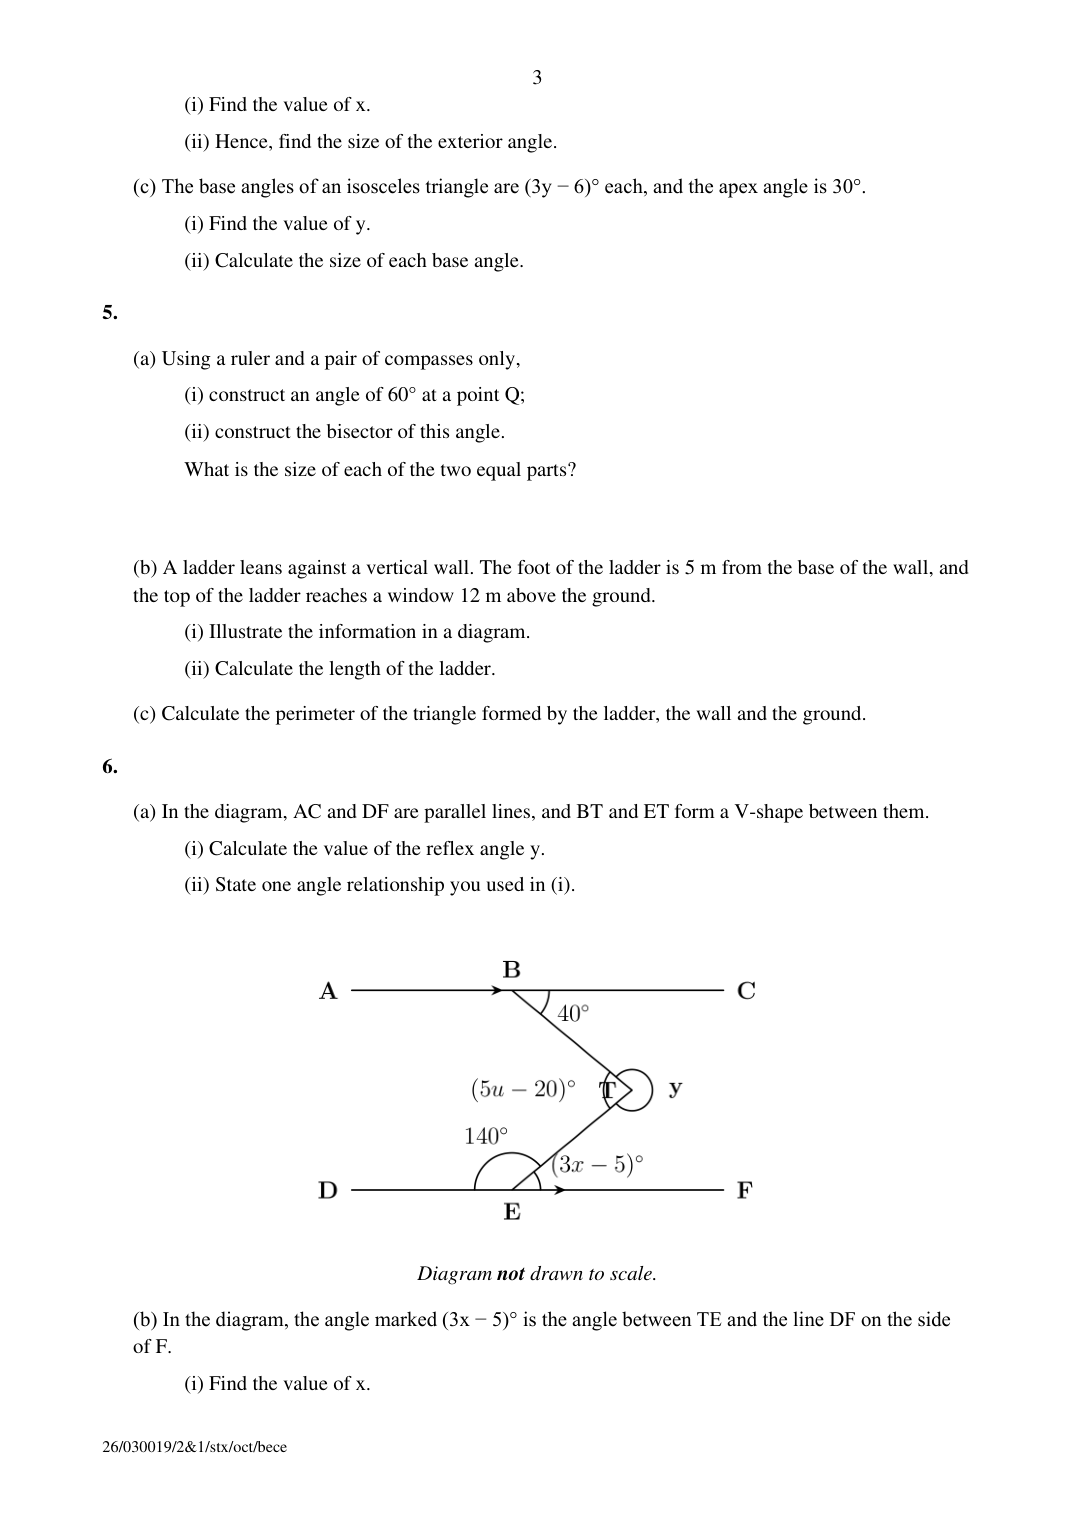 3
(i) Find the value of x.
(ii) Hence, find the size of the exterior angle.
(c) The base angles of an isosceles triangle are (3y − 6)° each, and the apex angle is 30°.
(i) Find the value of y.
(ii) Calculate the size of each base angle.
5.
(a) Using a ruler and a pair of compasses only,
(i) construct an angle of 60° at a point Q;
(ii) construct the bisector of this angle.
What is the size of each of the two equal parts?
(b) A ladder leans against a vertical wall. The foot of the ladder is 5 m from the base of the wall, and
the top of the ladder reaches a window 12 m above the ground.
(i) Illustrate the information in a diagram.
(ii) Calculate the length of the ladder.
(c) Calculate the perimeter of the triangle formed by the ladder, the wall and the ground.
6.
(a) In the diagram, AC and DF are parallel lines, and BT and ET form a V-shape between them.
(i) Calculate the value of the reflex angle y.
(ii) State one angle relationship you used in (i).
B
A
C
40°
(5u − 20)° T y
140°
(3x − 5)°
D
F
E
Diagram not drawn to scale.
(b) In the diagram, the angle marked (3x − 5)° is the angle between TE and the line DF on the side
of F.
(i) Find the value of x.
26/030019/2&1/stx/oct/bece